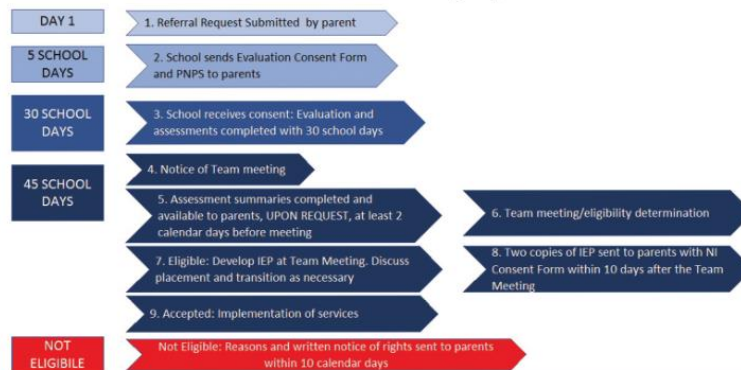 DAY 1
1. Referral Request Submitted by parent
5 SCHOOL
DAYS
2. School sends Evaluation Consent Form
and PNPS to parents
30 SCHOOL
DAYS
3. School receives consent: Evaluation and
assessments completed with 30 school days
45 SCHOOL
DAYS
4. Notice of Team meeting
5. Assessment summaries completed and
available to parents, UPON REQUEST, at least 2
calendar days before meeting
6. Team meeting/eligibility determination
7. Eligible: Develop IEP at Team Meeting. Discuss
placement and transition as necessary
8. Two copies of IEP sent to parents with NI
Consent Form within 10 days after the Team
Meeting
9. Accepted: Implementation of services
NOT
ELIGIBILE
Not Eligible: Reasons and written notice of rights sent to parents
within 10 calendar days